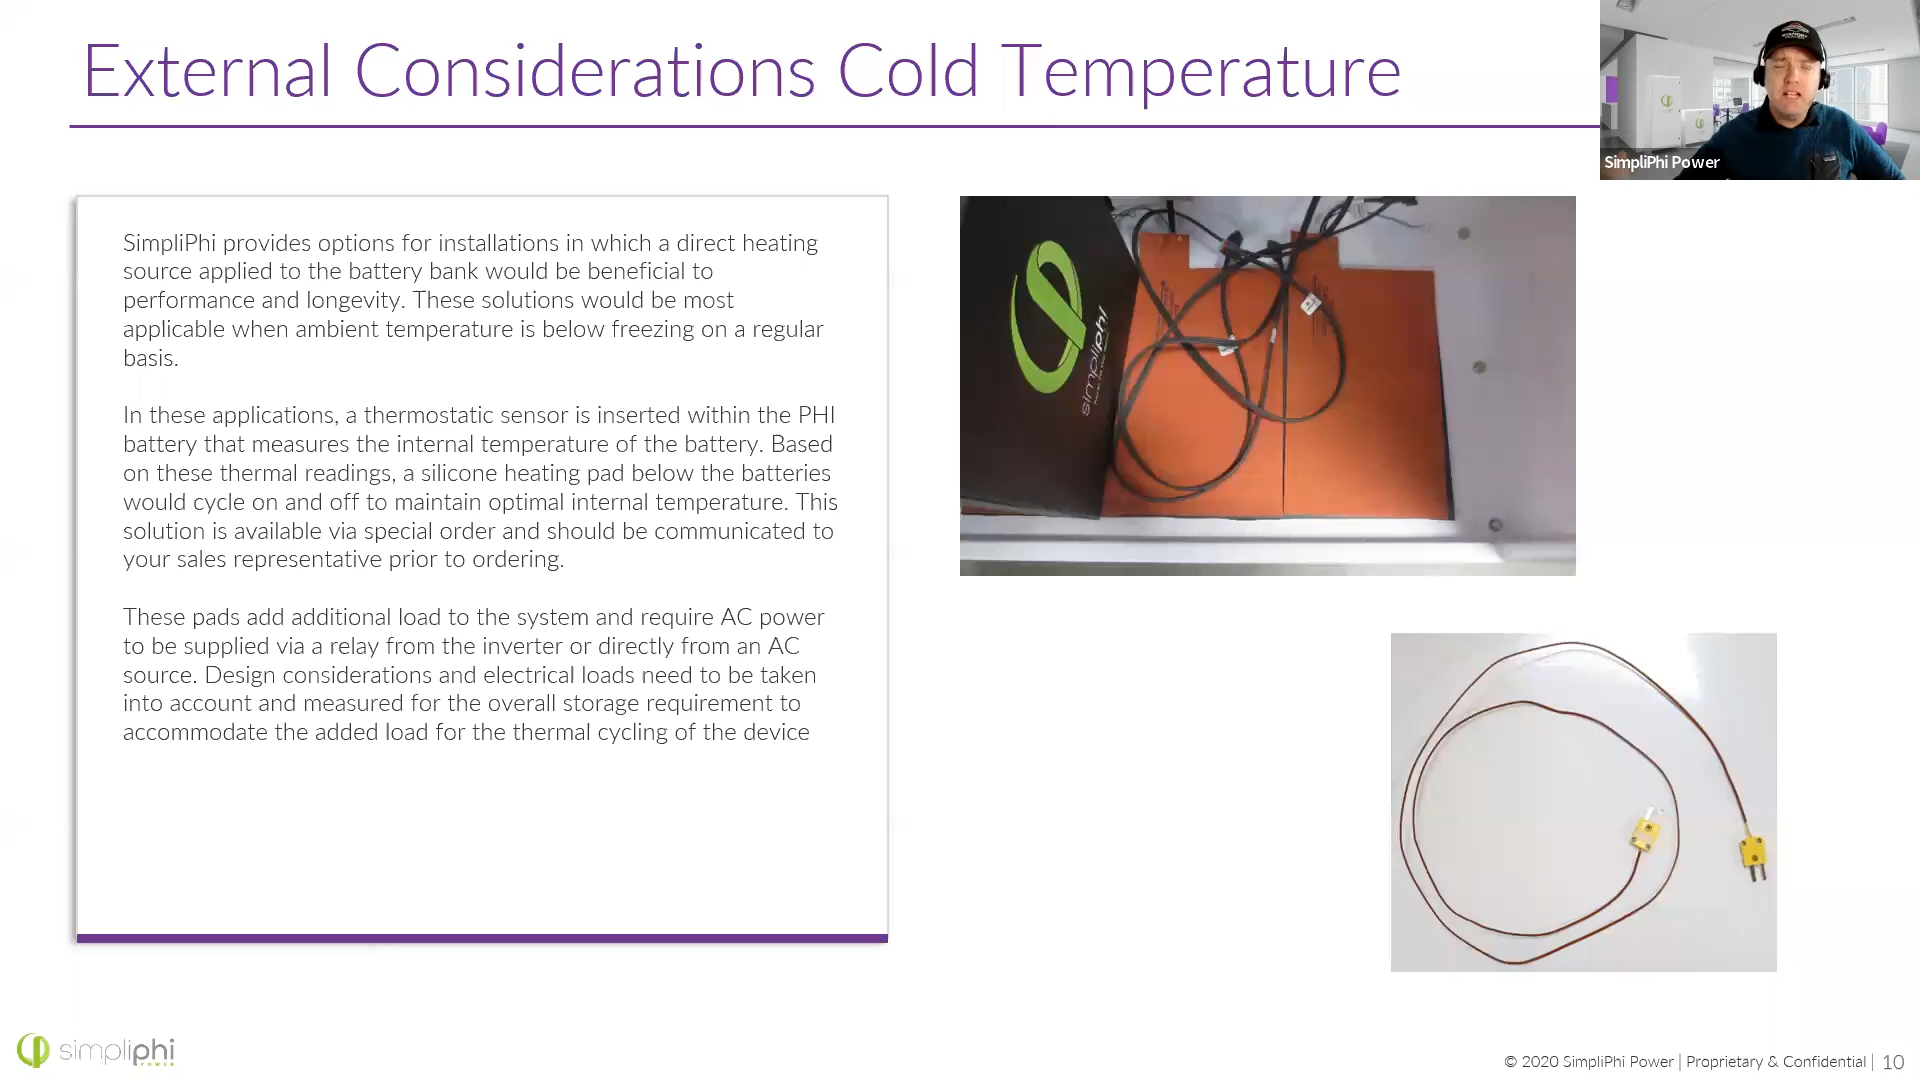 External Considerations Cold Temperature
SimpliPhi Power
SimpliPhi provides options for installations in which a direct heating
source applied to the battery bank would be beneficial to
performance and longevity. These solutions would be most
applicable when ambient temperature is below freezing on a regular
basis.
In these applications, a thermostatic sensor is inserted within the PHI
battery that measures the internal temperature of the battery. Based
on these thermal readings, a silicone heating pad below the batteries
would cycle on and off to maintain optimal internal temperature. This
solution is available via special order and should be communicated to
your sales representative prior to ordering.
These pads add additional load to the system and require AC power
to be supplied via a relay from the inverter or directly from an AC
source. Design considerations and electrical loads need to be taken
into account and measured for the overall storage requirement to
accommodate the added load for the thermal cycling of the device
simpliphi
simpliphi
POWER
© 2020 SimpliPhi Power | Proprietary & Confidential | 10